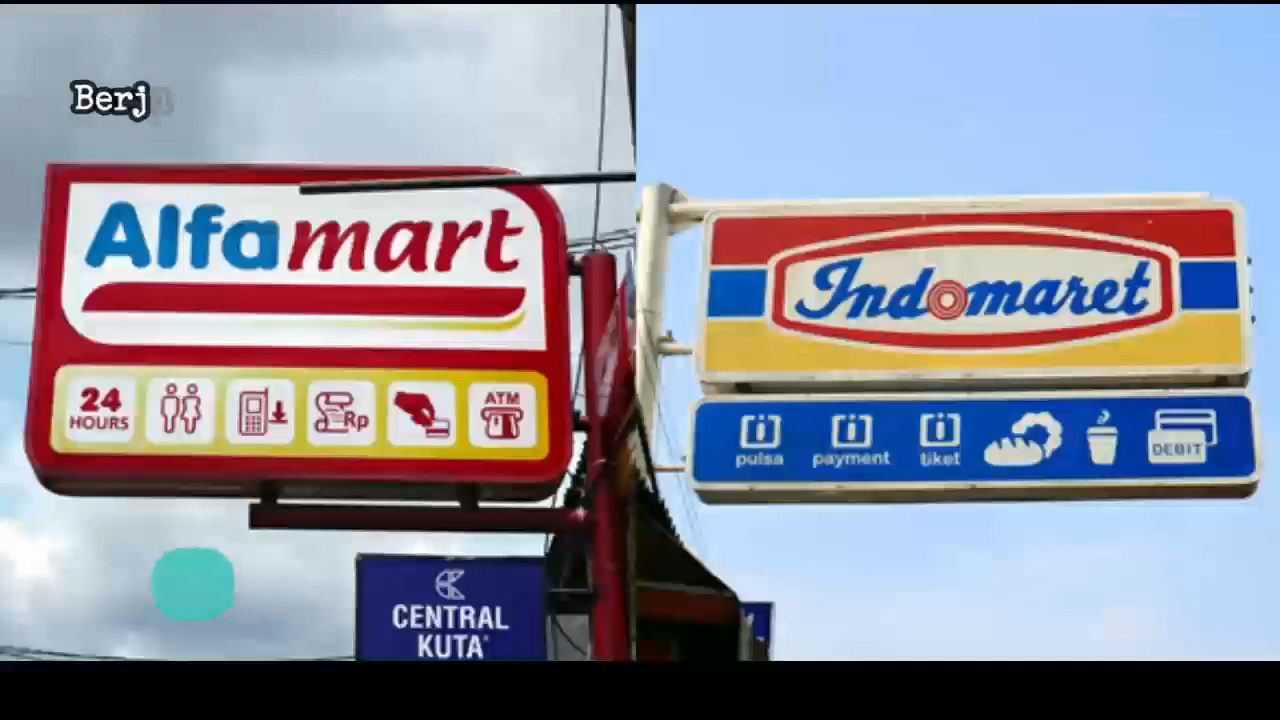 Berj
Alfamart
24
HOURS
Rp
ATM
CENTRAL
KUTA
Indomaret
pulsa
payment
tiket
DEBIT